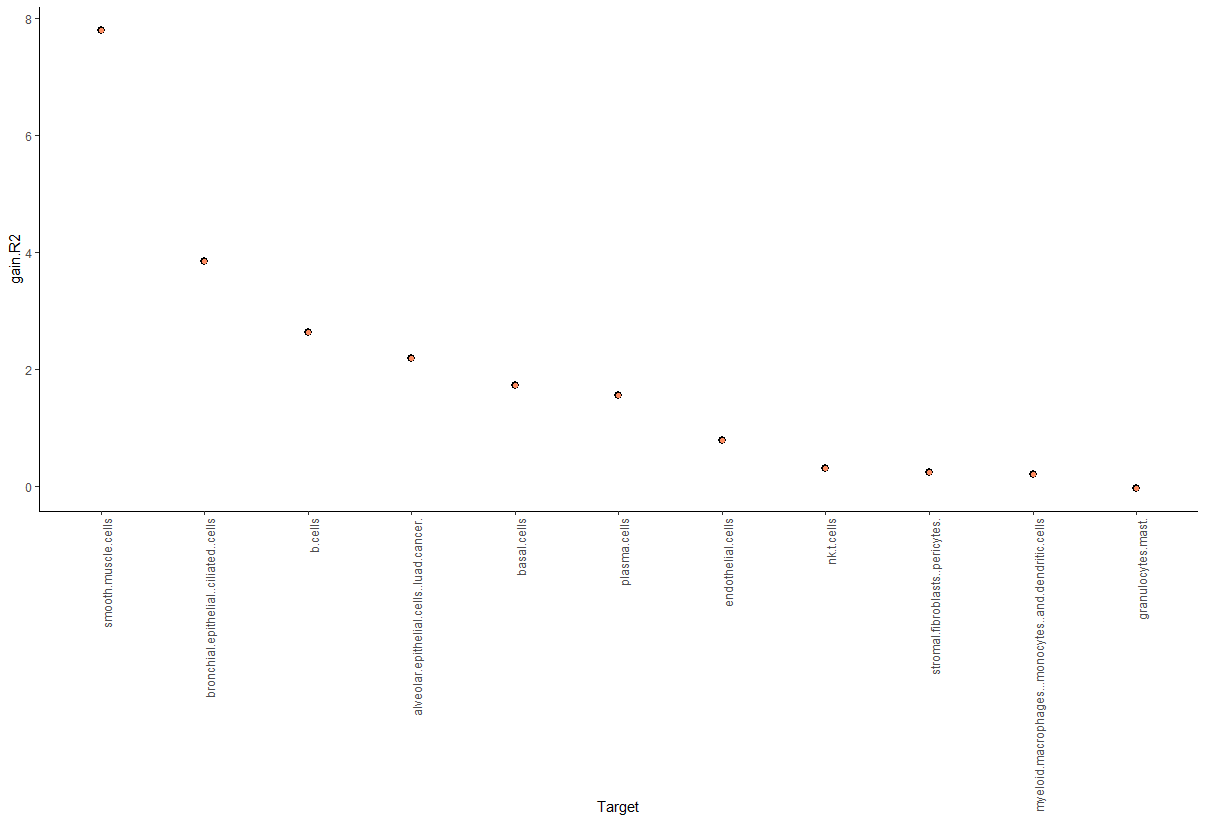 8
6
4
2
0
gain.R2
smooth.muscle.cells
bronchial.epithelial..ciliated..cells
b.cells
alveolar.epithelial.cells..luad.cancer.
basal.cells
plasma.cells
endothelial.cells
nk.t.cells
stromal.fibroblasts..pericytes.
myeloid.macrophages...monocytes..and.dendritic.cells
granulocytes.mast.
Target